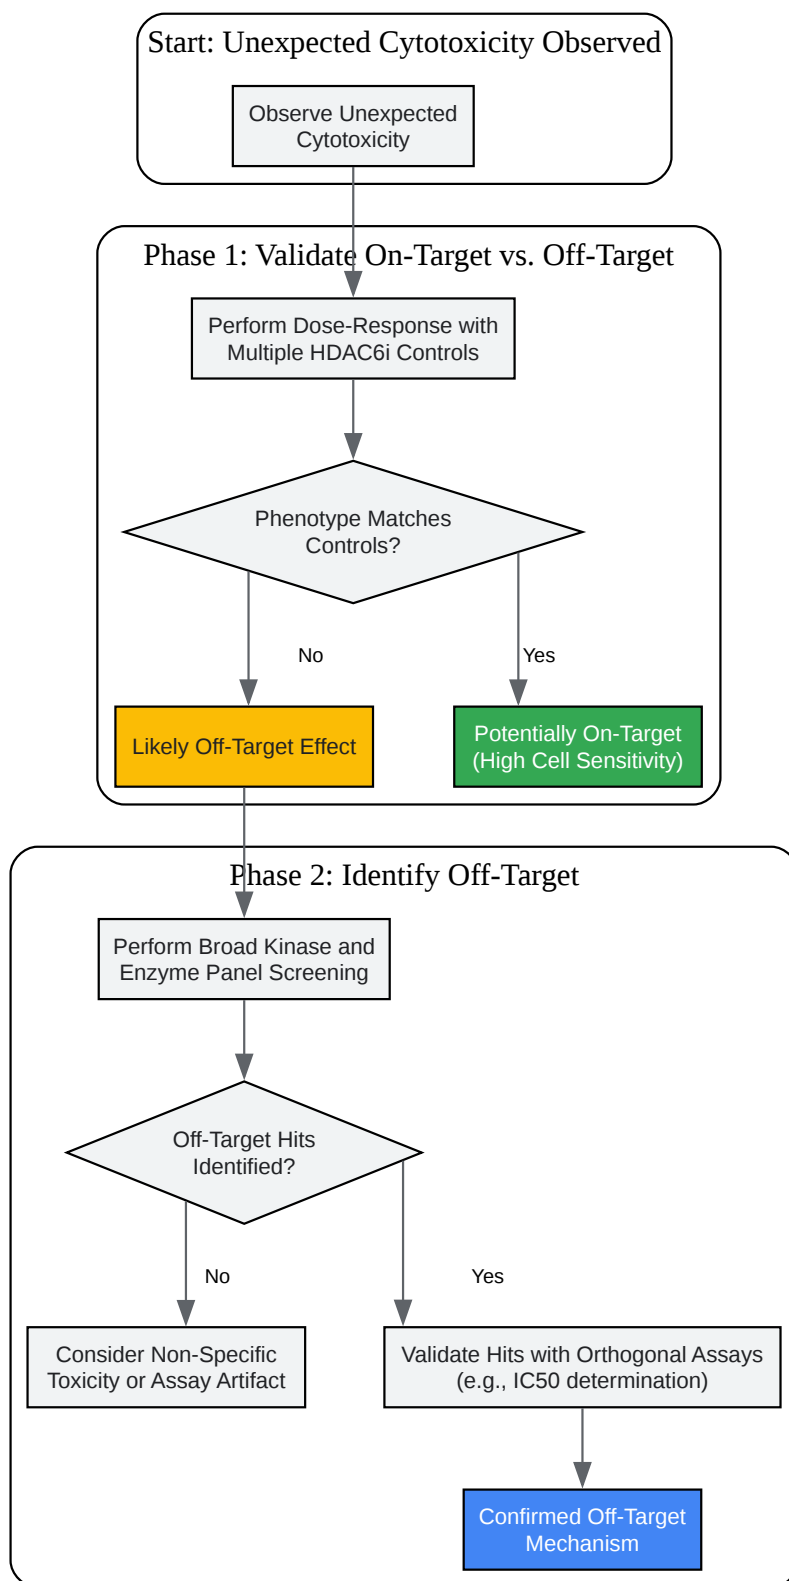 Start: Unexpected Cytotoxicity Observed
Observe Unexpected
Cytotoxicity
Phase 1: Validate On-Target vs. Off-Target
Perform Dose-Response with
Multiple HDAC6i Controls
Phenotype Matches
Controls?
No
Yes
Likely Off-Target Effect
Potentially On-Target
(High Cell Sensitivity)
Phase 2: Identify Off-Target
Perform Broad Kinase and
Enzyme Panel Screening
Off-Target Hits
Identified?
No
Yes
Consider Non-Specific
Toxicity or Assay Artifact
Validate Hits with Orthogonal Assays
(e.g., IC50 determination)
Confirmed Off-Target
Mechanism